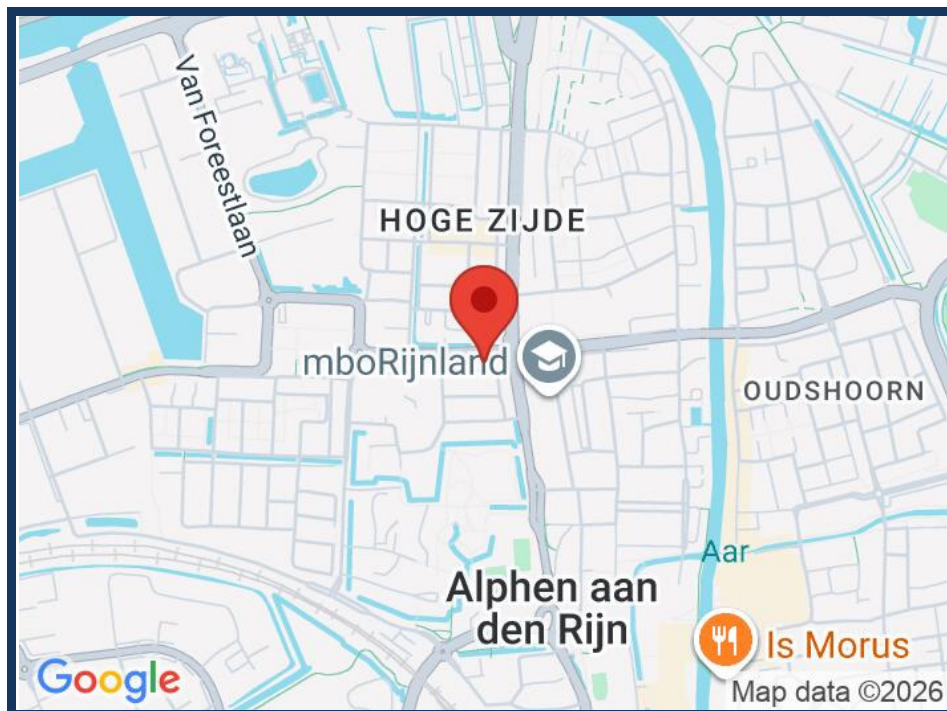 Van Foreestlaan
HOGE ZIJDE
mboRijnland
OUDSHOORN
Aar
Alphen aan
den Rijn
Is Morus
Google
Map data ©2026